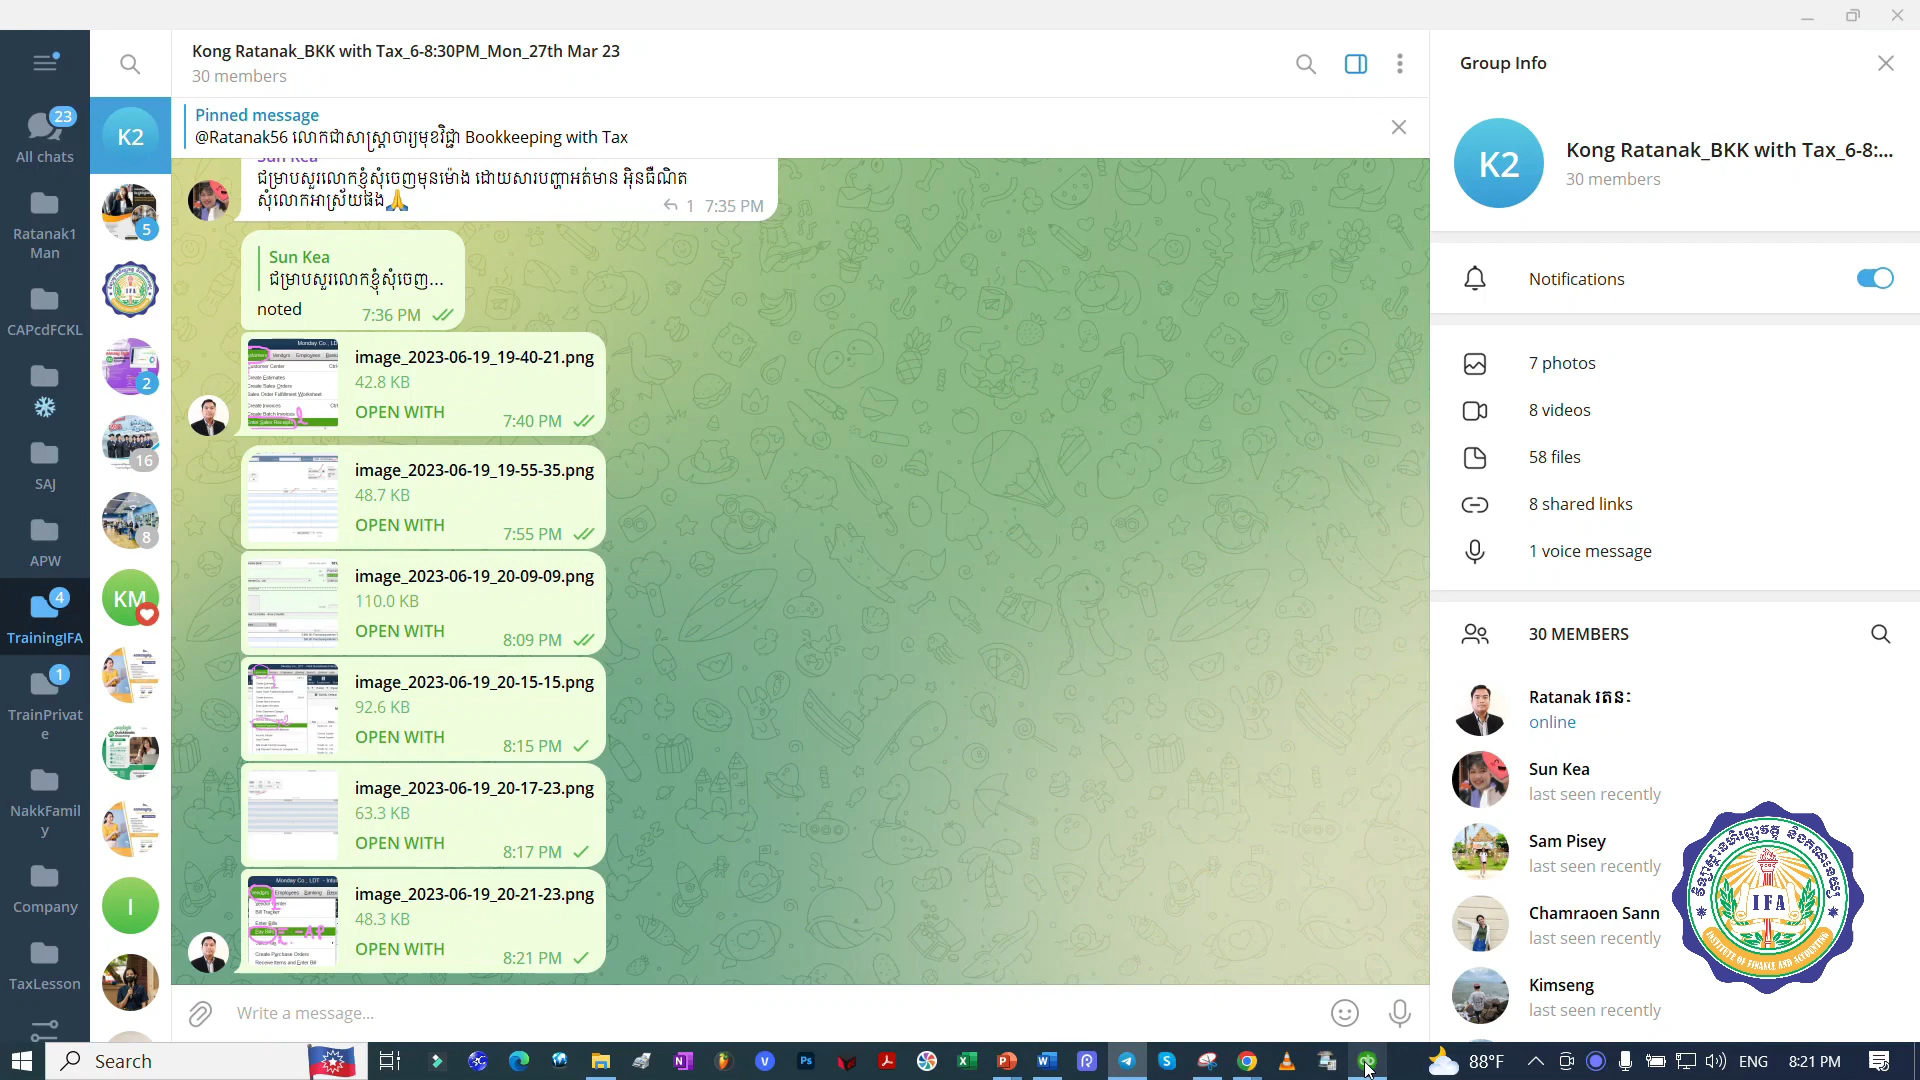 Kong Ratanak_BKK with Tax_6-8:30PM_Mon_27th Mar 23
30 members
Pinned message
@Ratanak56 លោកជាសាស្ត្រាចារ្យមុខវិជ្ជា Bookkeeping with Tax
Sun Kea
ជម្រាបសួរលោកខ្ញុំសុំចេញមុនម៉ោង ដោយសារបញ្ហាអត់មាន អ៊ិនធឺណិត
សុំលោកអាស្រ័យផង🙏
1 7:35 PM
Sun Kea
ជម្រាបសួរលោកខ្ញុំសុំចេញ...
noted
7:36 PM
image_2023-06-19_19-40-21.png
42.8 KB
OPEN WITH
7:40 PM
image_2023-06-19_19-55-35.png
48.7 KB
OPEN WITH
7:55 PM
image_2023-06-19_20-09-09.png
110.0 KB
OPEN WITH
8:09 PM
image_2023-06-19_20-15-15.png
92.6 KB
OPEN WITH
8:15 PM
image_2023-06-19_20-17-23.png
63.3 KB
OPEN WITH
8:17 PM
image_2023-06-19_20-21-23.png
48.3 KB
OPEN WITH
8:21 PM
Write a message...
23
All chats
Ratanak1
Man
CAPcdFCKL
SAJ
APW
4
TrainingIFA
1
TrainPrivat
e
NakkFamil
y
Company
TaxLesson
K2
5
2
16
8
KM
I
Group Info
K2
Kong Ratanak_BKK with Tax_6-8:...
30 members
Notifications
7 photos
8 videos
58 files
8 shared links
1 voice message
30 MEMBERS
Ratanak រតនៈ
online
Sun Kea
last seen recently
Sam Pisey
last seen recently
Chamraoen Sann
last seen recently
Kimseng
last seen recently
IFA
INSTITUTE OF FINANCE AND ACCOUNTING
Search
88°F
ENG
8:21 PM